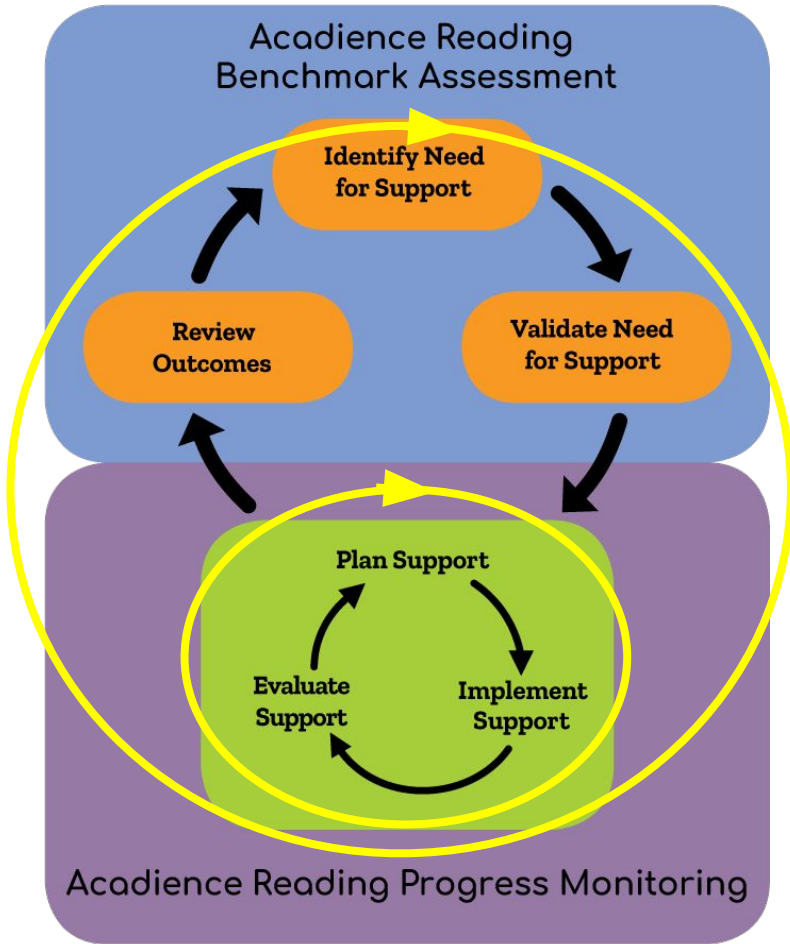 Acadience Reading
Benchmark Assessment
Identify Need
for Support
Review
Outcomes
Validate Need
for Support
Plan Support
Evaluate
Support
Implement
Support
Acadience Reading Progress Monitoring